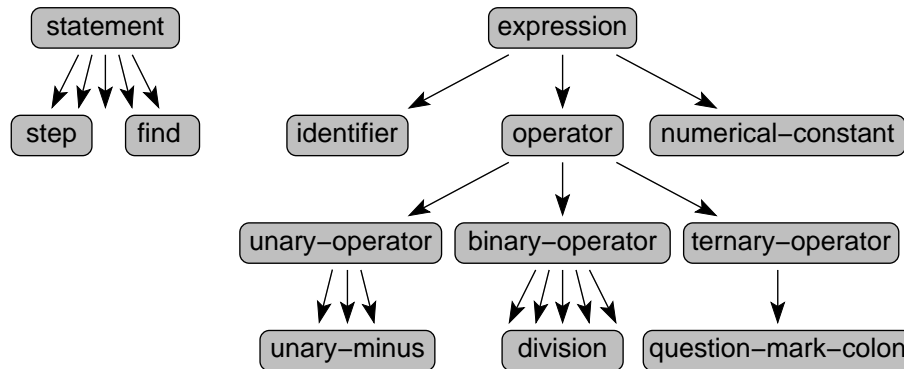 statement
expression
step
find
identifier
operator
numerical−constant
unary−operator
binary−operator
ternary−operator
unary−minus
division
question−mark−colon